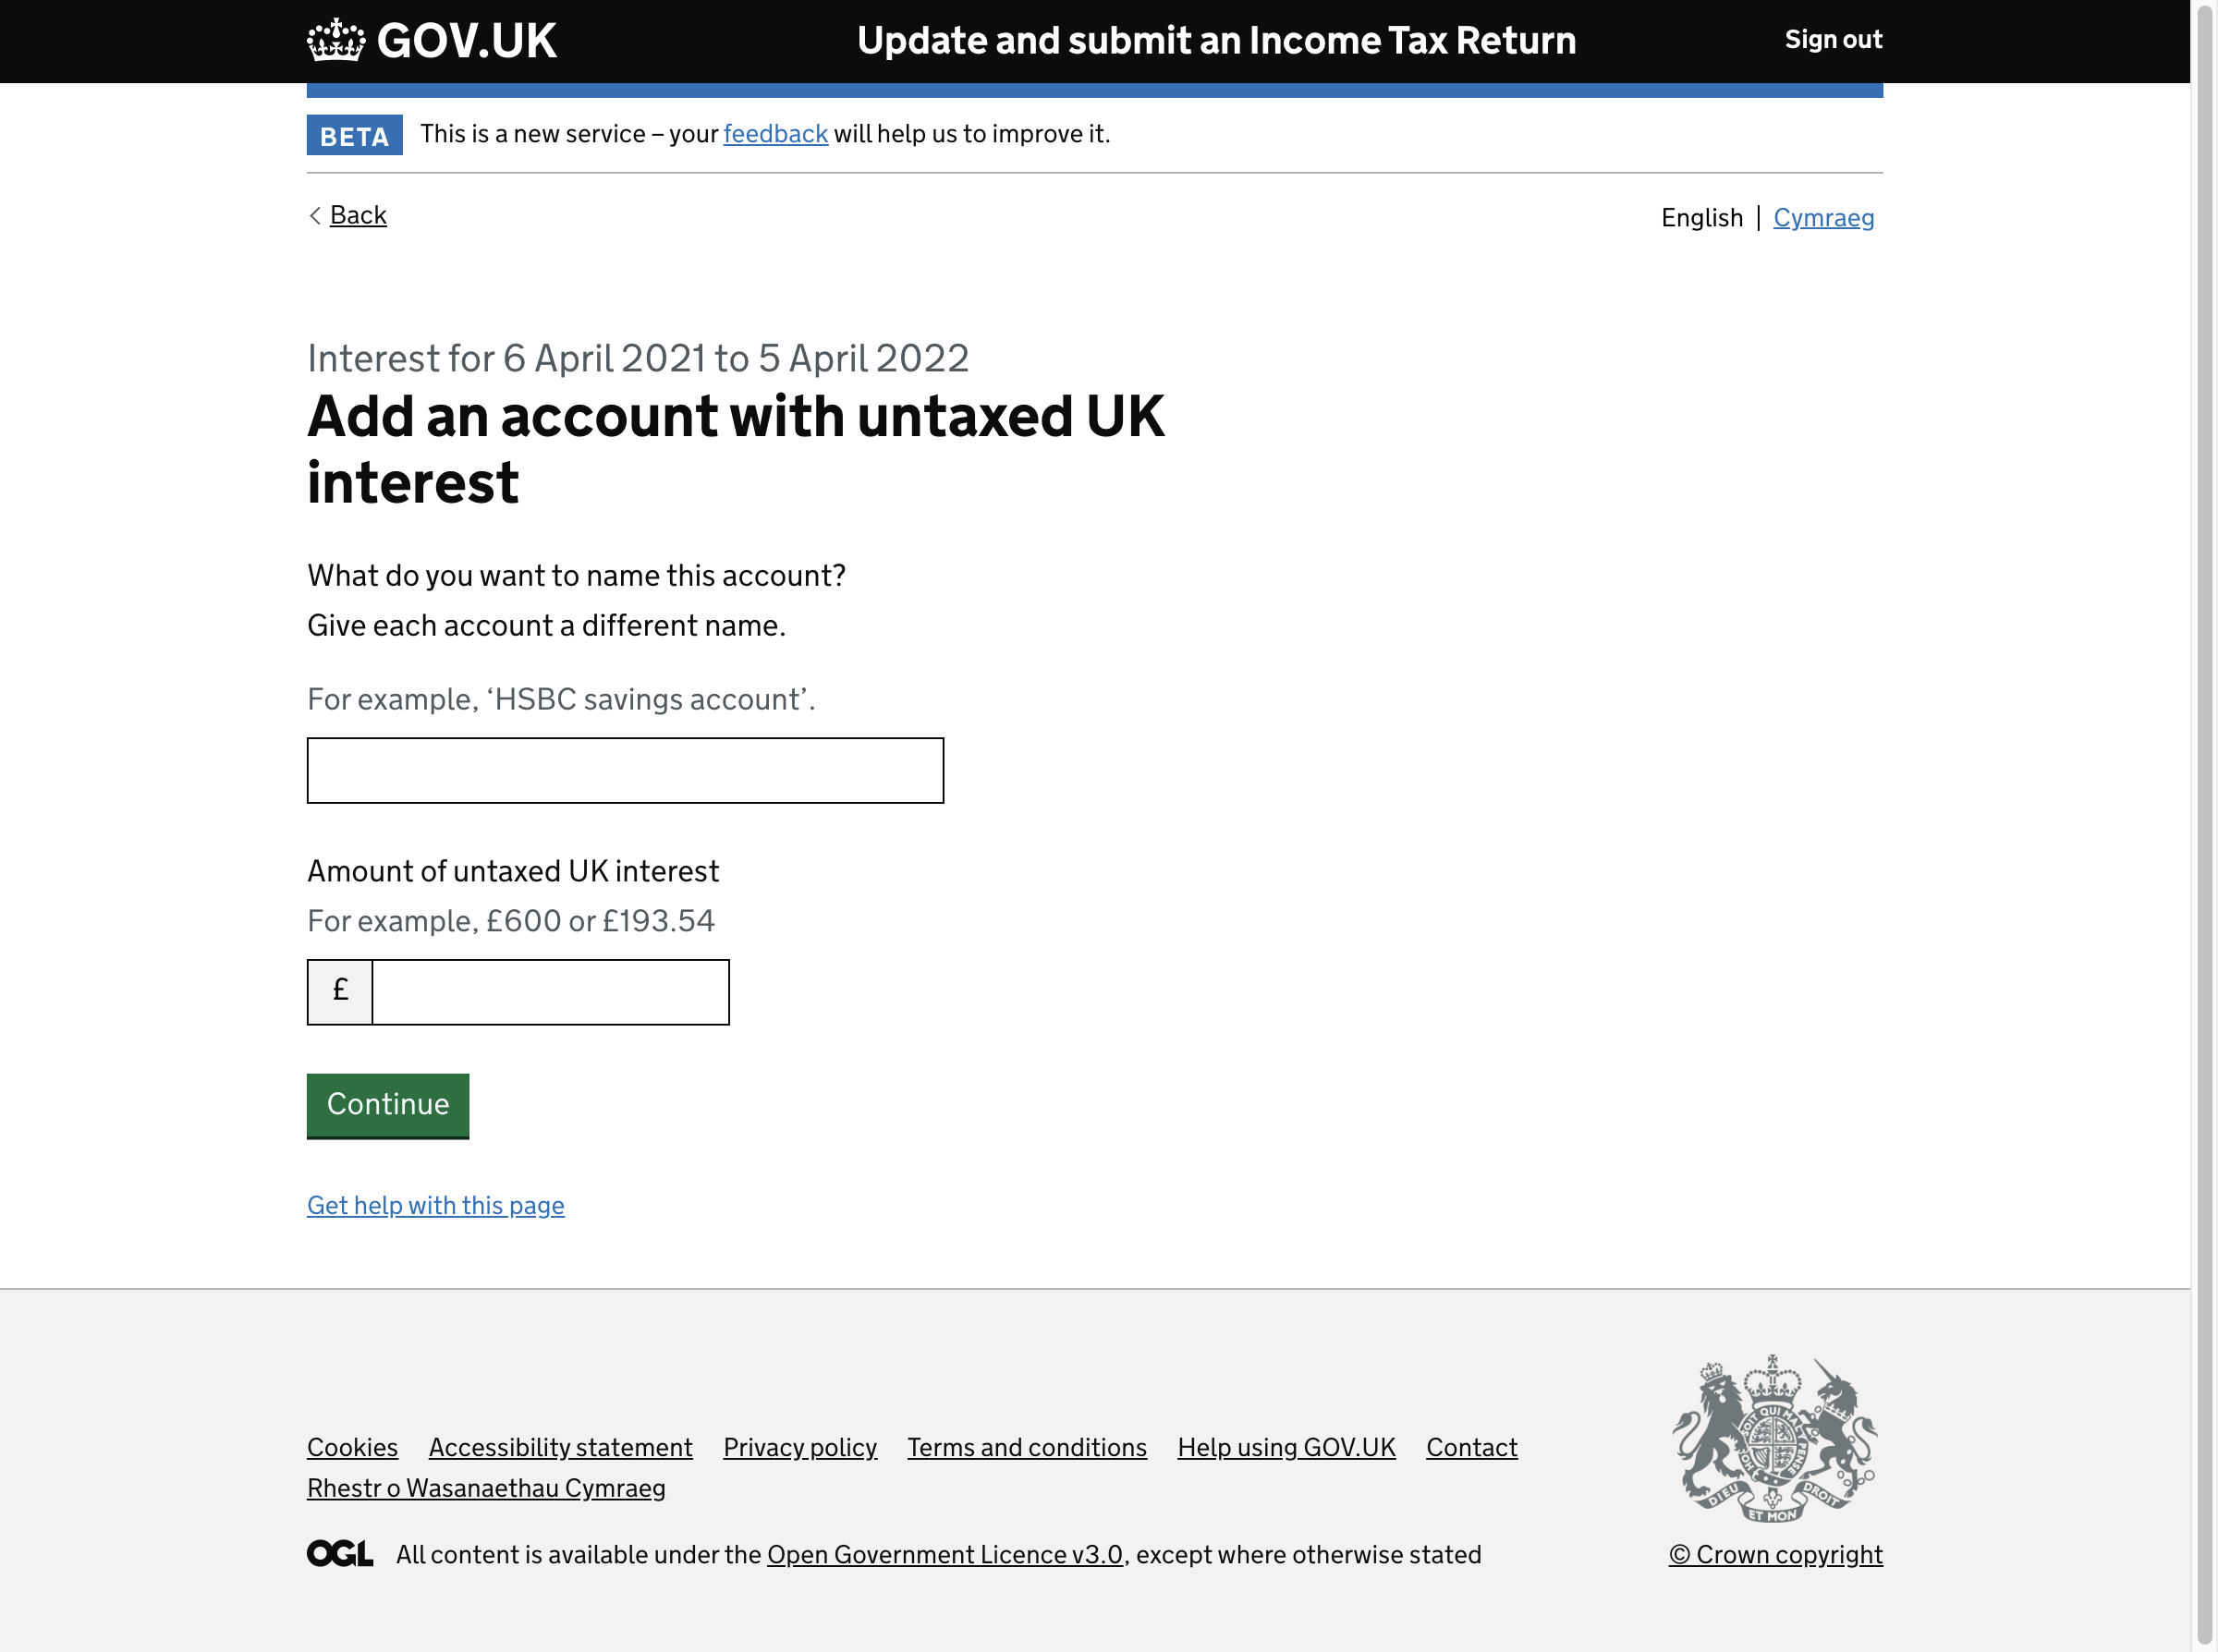 GOV.UK
Update and submit an Income Tax Return
Sign out
BETA
This is a new service – your feedback will help us to improve it.
Back
English | Cymraeg
Interest for 6 April 2021 to 5 April 2022
Add an account with untaxed UK
interest
What do you want to name this account?
Give each account a different name.
For example, ‘HSBC savings account’.
Amount of untaxed UK interest
For example, £600 or £193.54
£
Continue
Get help with this page
Cookies Accessibility statement Privacy policy Terms and conditions Help using GOV.UK Contact
Rhestr o Wasanaethau Cymraeg
OGL All content is available under the Open Government Licence v3.0, except where otherwise stated
DIEU ET MON DROIT
© Crown copyright